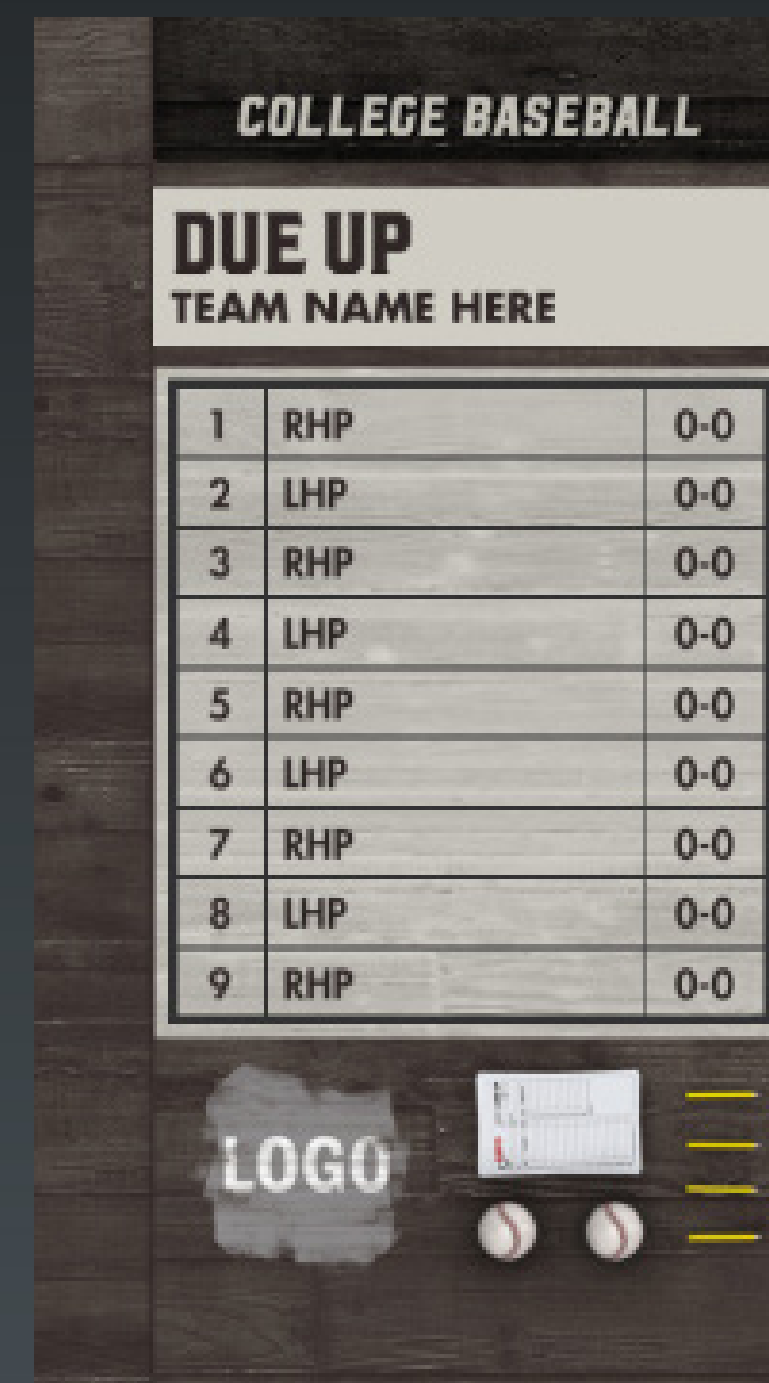 COLLEGE BASEBALL
DUE UP
TEAM NAME HERE
1 RHP 0-0
2 LHP 0-0
3 RHP 0-0
4 LHP 0-0
5 RHP 0-0
6 LHP 0-0
7 RHP 0-0
8 LHP 0-0
9 RHP 0-0
LOGO